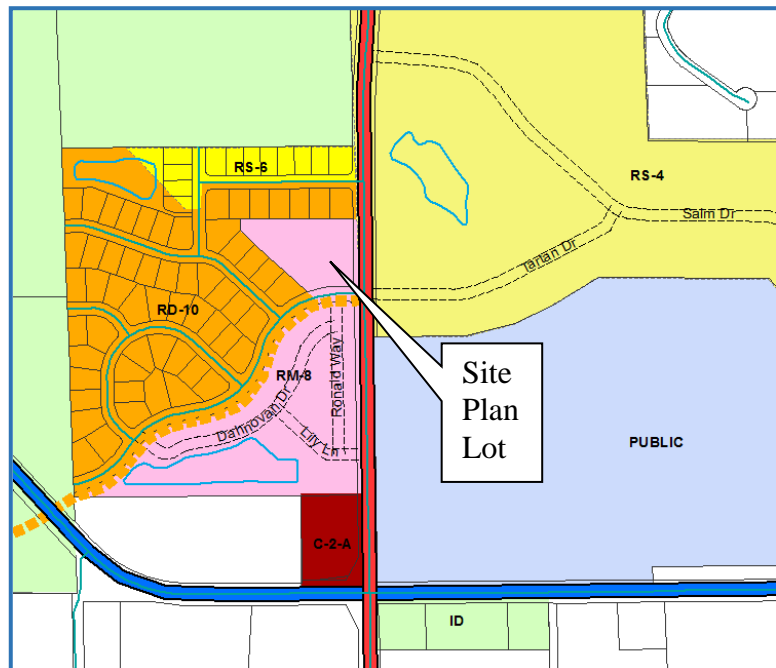 RS-6
RS-4
Salm Dr
Tartan Dr
RD-10
Site
Plan
Lot
RM-8
Ronald Way
Dahnovan Dr
Lily Ln
PUBLIC
C-2-A
ID